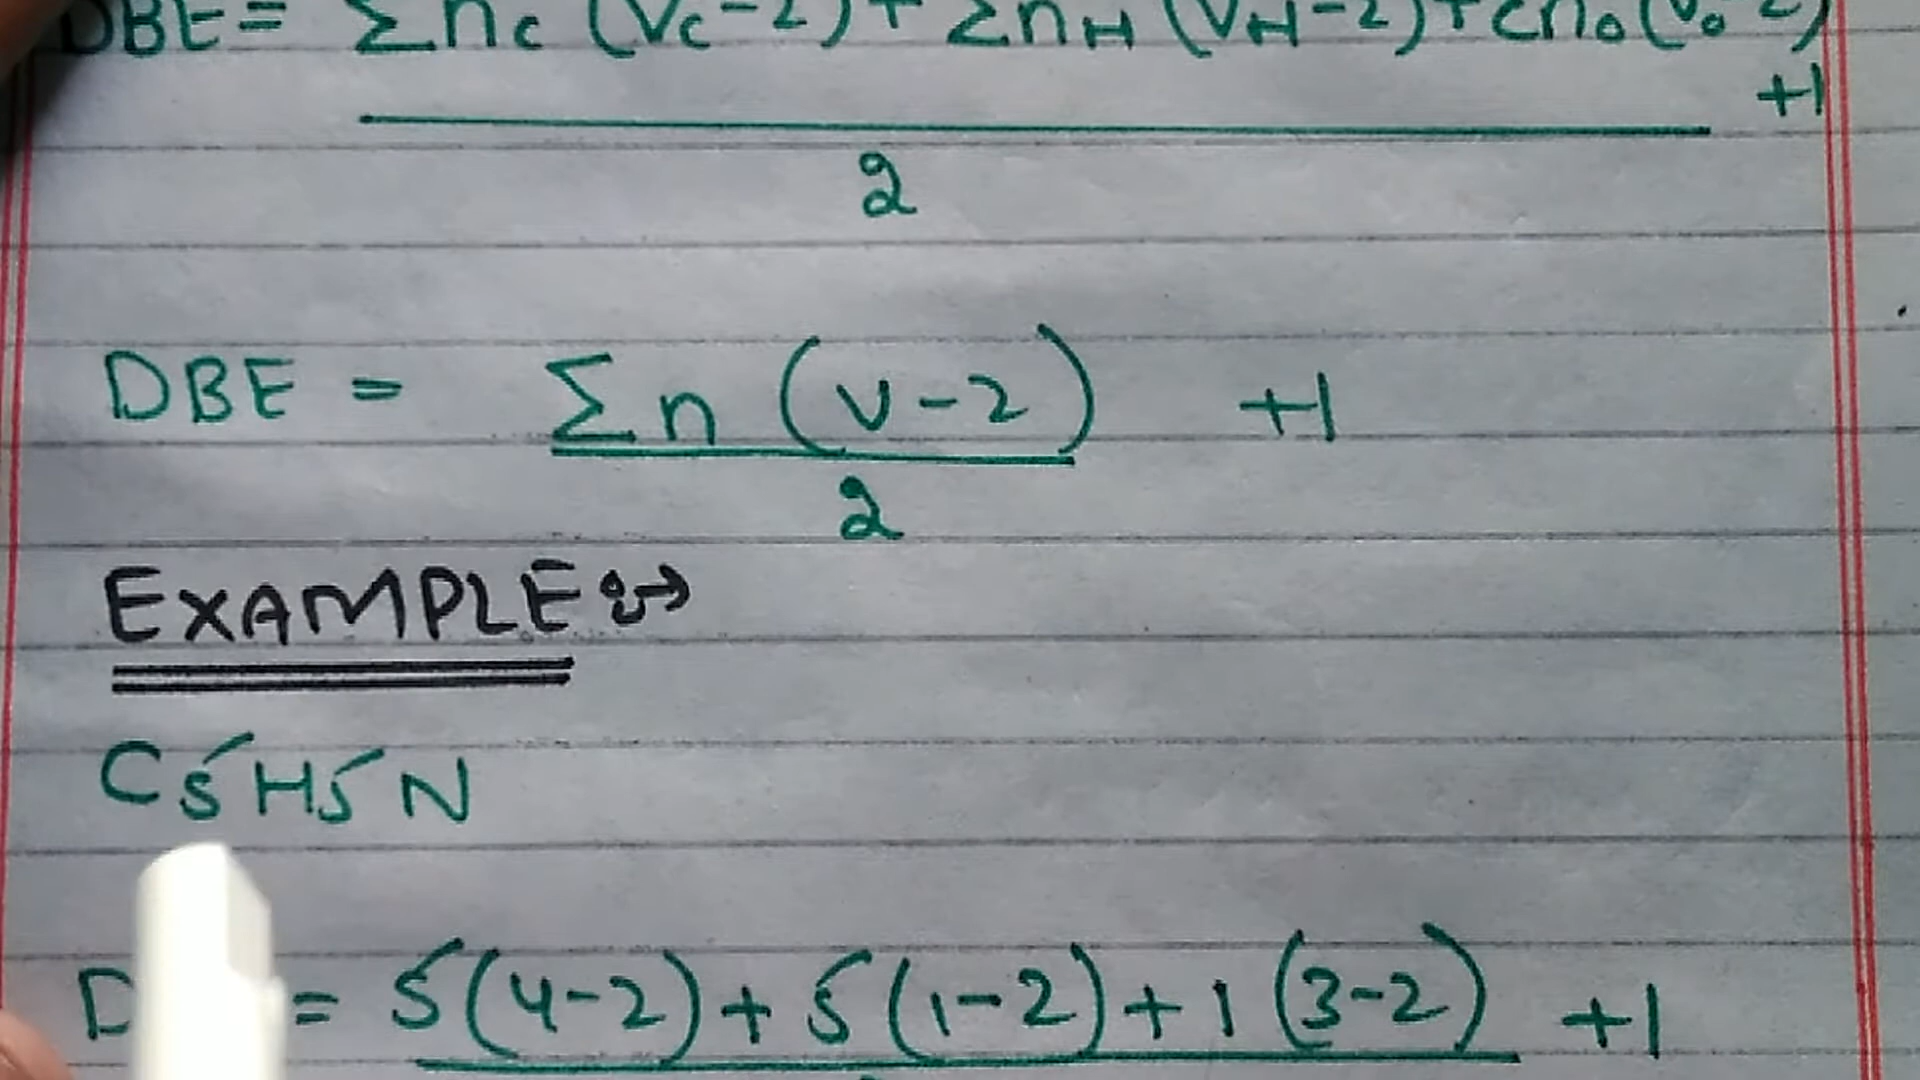 DBE = Σnc (Vc-2) + ΣnH (VH-2) + Σno (Vo-2)
+1
2
DBE = Σn (V-2) +1
2
EXAMPLE :→
C5H5N
D = 5(4-2) + 5(1-2) + 1(3-2) +1